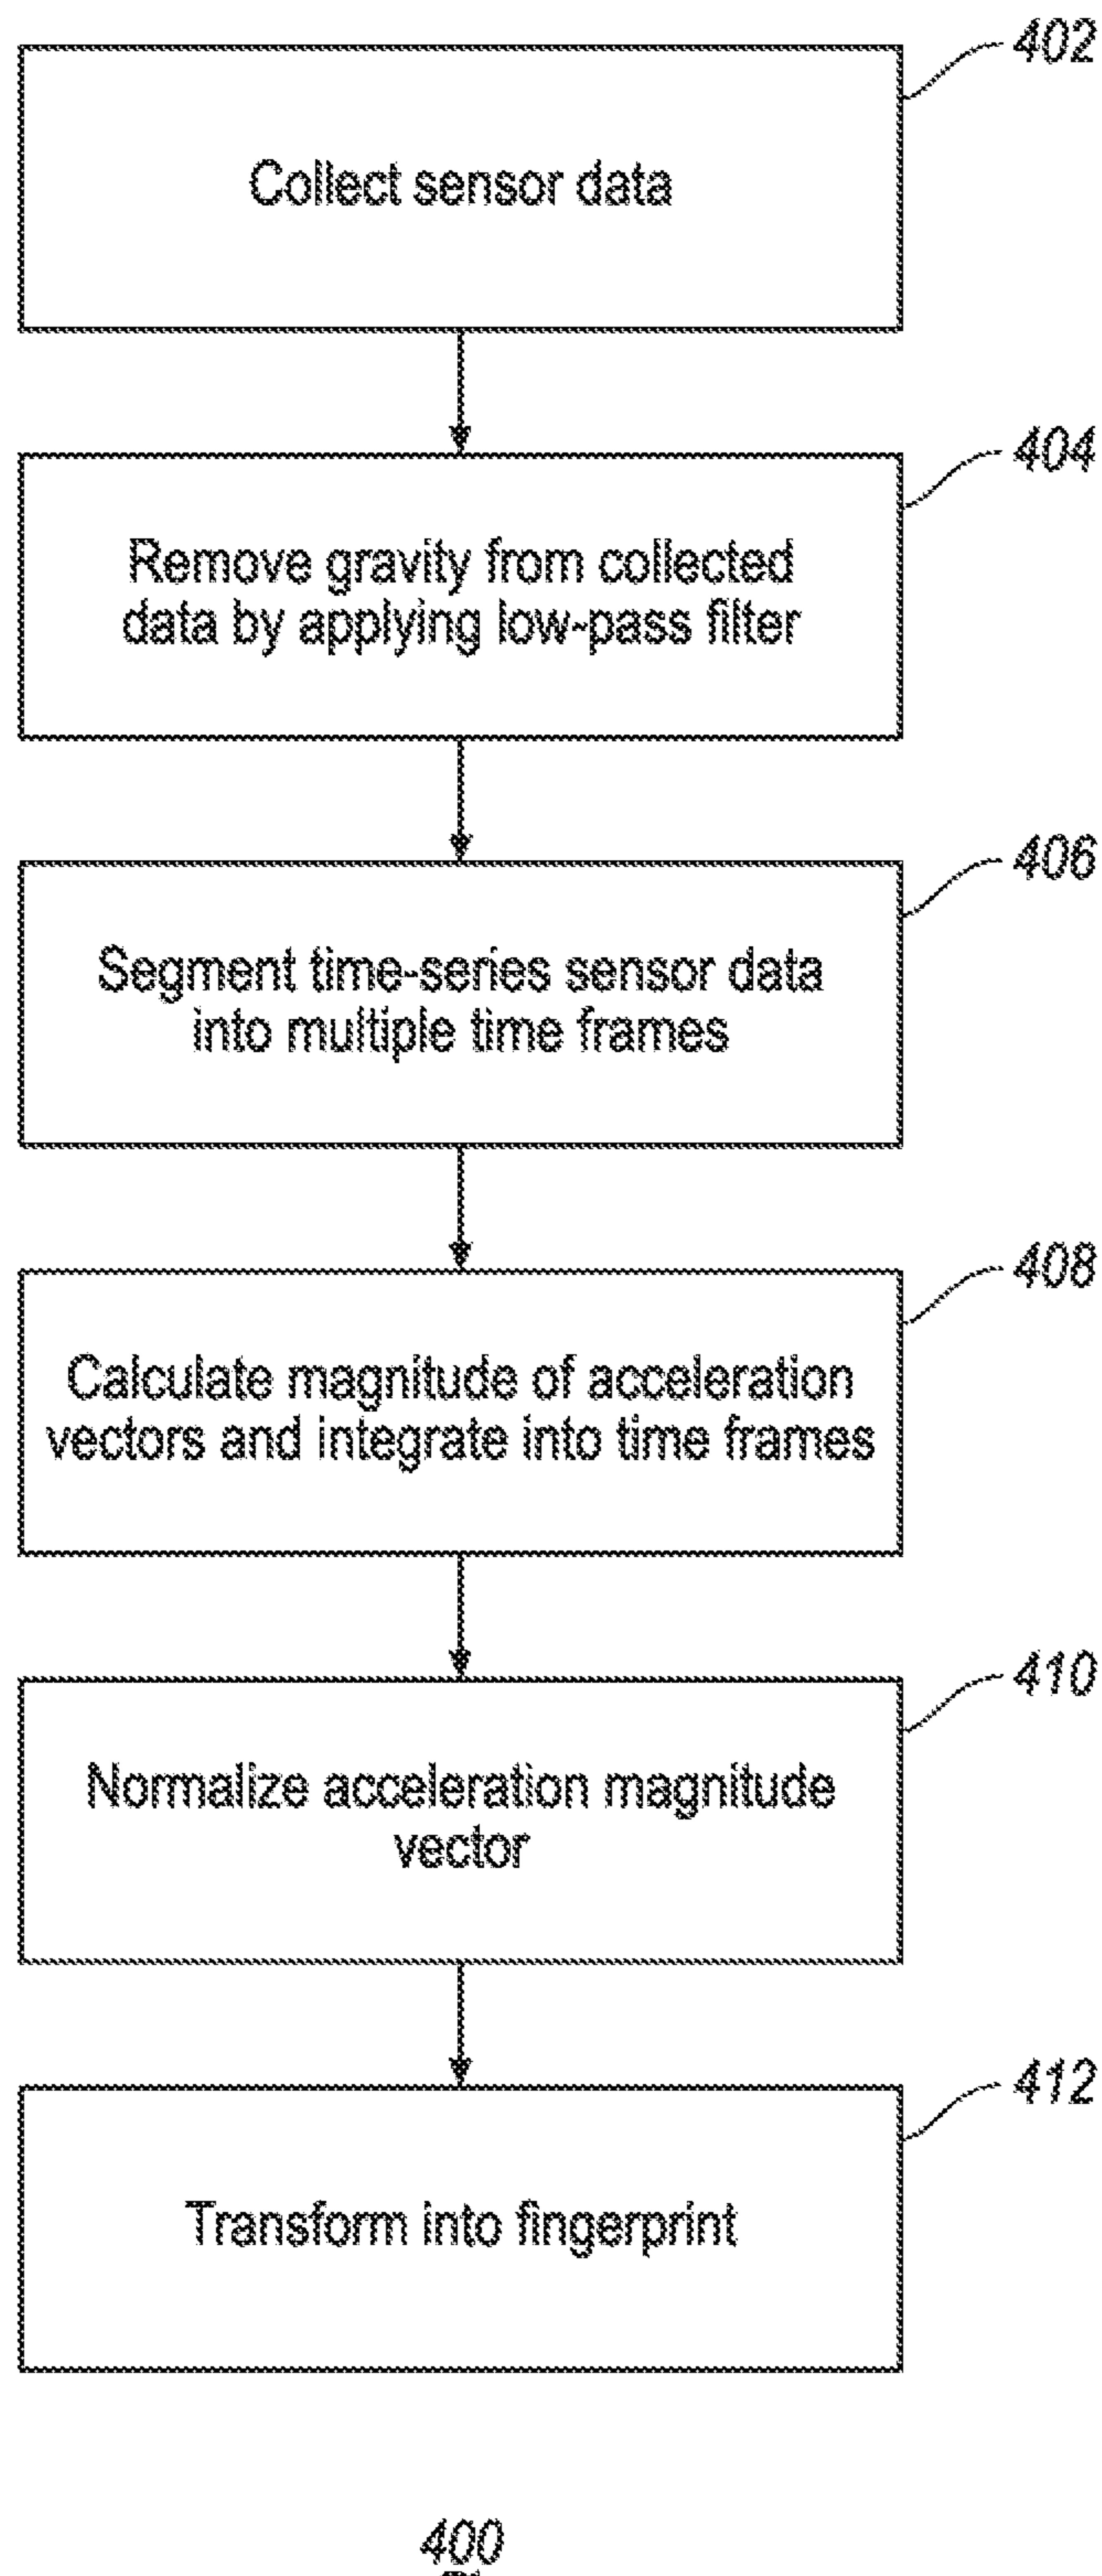 402
Collect sensor data
404
Remove gravity from collected
data by applying low-pass filter
406
Segment time-series sensor data
into multiple time frames
408
Calculate magnitude of acceleration
vectors and integrate into time frames
410
Normalize acceleration magnitude
vector
412
Transform into fingerprint
400